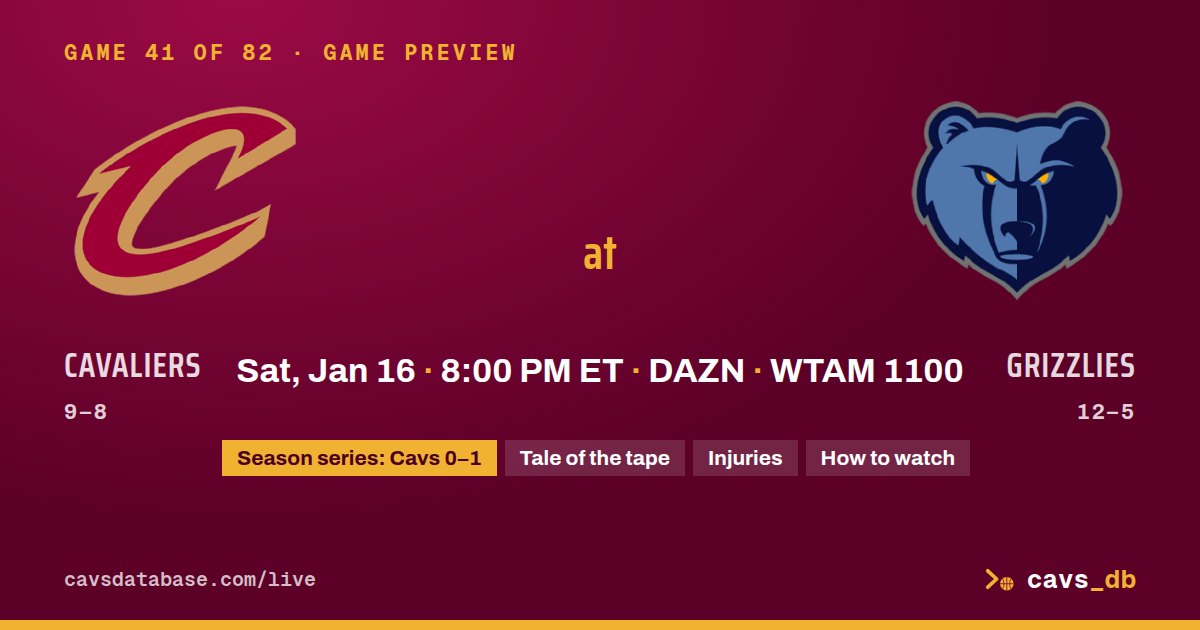 GAME 41 OF 82 · GAME PREVIEW
at
CAVALIERS
Sat, Jan 16 · 8:00 PM ET · DAZN · WTAM 1100
GRIZZLIES
9–8
12–5
Season series: Cavs 0–1
Tale of the tape
Injuries
How to watch
cavsdatabase.com/live
cavs_db